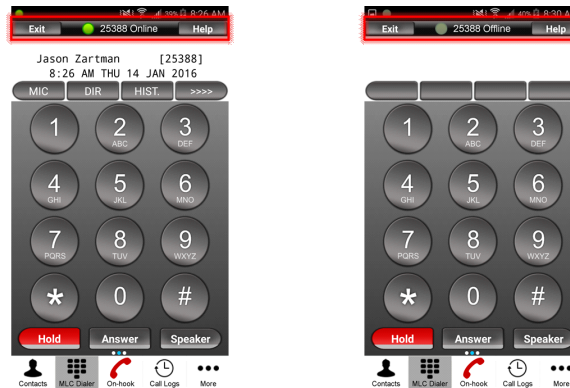 39% 8:26 AM
Exit 25388 Online Help
Jason Zartman [25388]
8:26 AM THU 14 JAN 2016
MIC DIR HIST. >>>>
1 2 3
ABC DEF
4 5 6
GHI JKL MNO
7 8 9
PQRS TUV WXYZ
* 0 #
Hold Answer Speaker
Contacts MLC Dialer On-hook Call Logs More
40% 8:30 A
Exit 25388 Offline Help
1 2 3
ABC DEF
4 5 6
GHI JKL MNO
7 8 9
PQRS TUV WXYZ
* 0 #
Hold Answer Speaker
Contacts MLC Dialer On-hook Call Logs